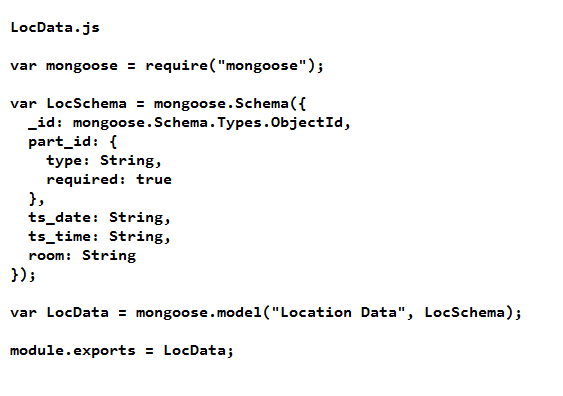 LocData.js
var mongoose = require("mongoose");
var LocSchema = mongoose.Schema({
  _id: mongoose.Schema.Types.ObjectId,
  part_id: {
    type: String,
    required: true
  },
  ts_date: String,
  ts_time: String,
  room: String
});
var LocData = mongoose.model("Location Data", LocSchema);
module.exports = LocData;